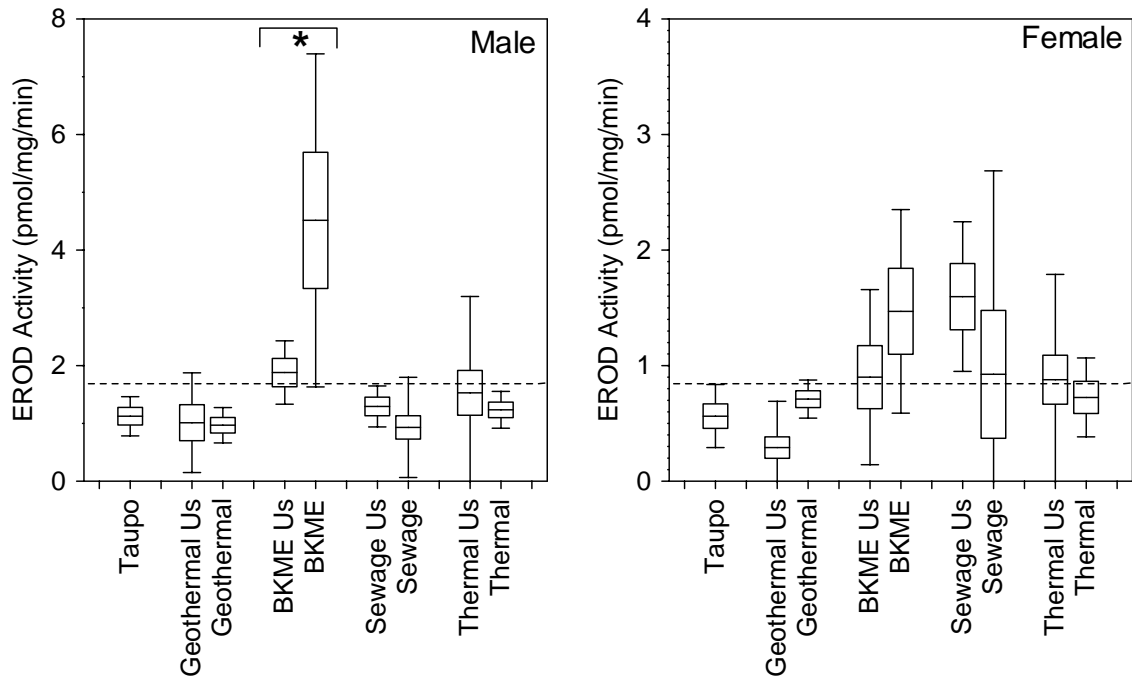 Male
*
EROD Activity (pmol/mg/min)
8
6
4
2
0
Taupo
Geothermal Us
Geothermal
BKME Us
BKME
Sewage Us
Sewage
Thermal Us
Thermal
Female
EROD Activity (pmol/mg/min)
4
3
2
1
0
Taupo
Geothermal Us
Geothermal
BKME Us
BKME
Sewage Us
Sewage
Thermal Us
Thermal